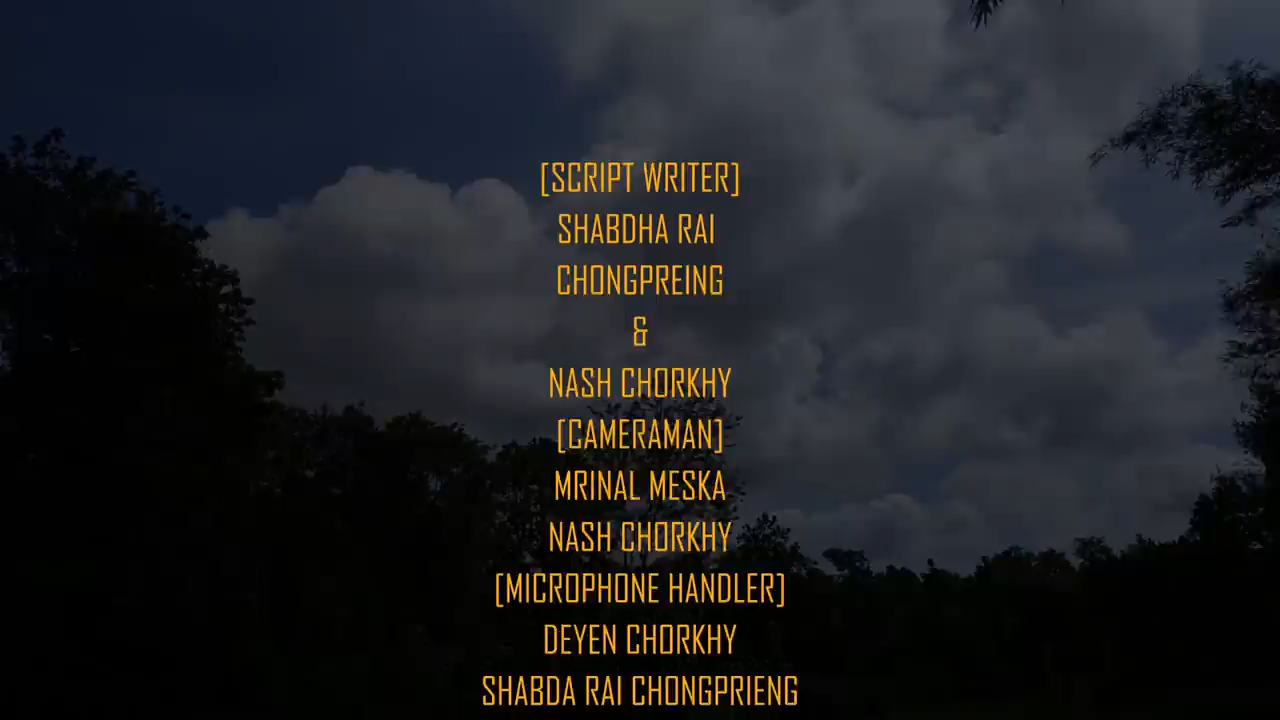 [SCRIPT WRITER]
SHABDHA RAI
CHONGPREING
&
NASH CHORKHY
[CAMERAMAN]
MRINAL MESKA
NASH CHORKHY
[MICROPHONE HANDLER]
DEYEN CHORKHY
SHABDA RAI CHONGPRIENG